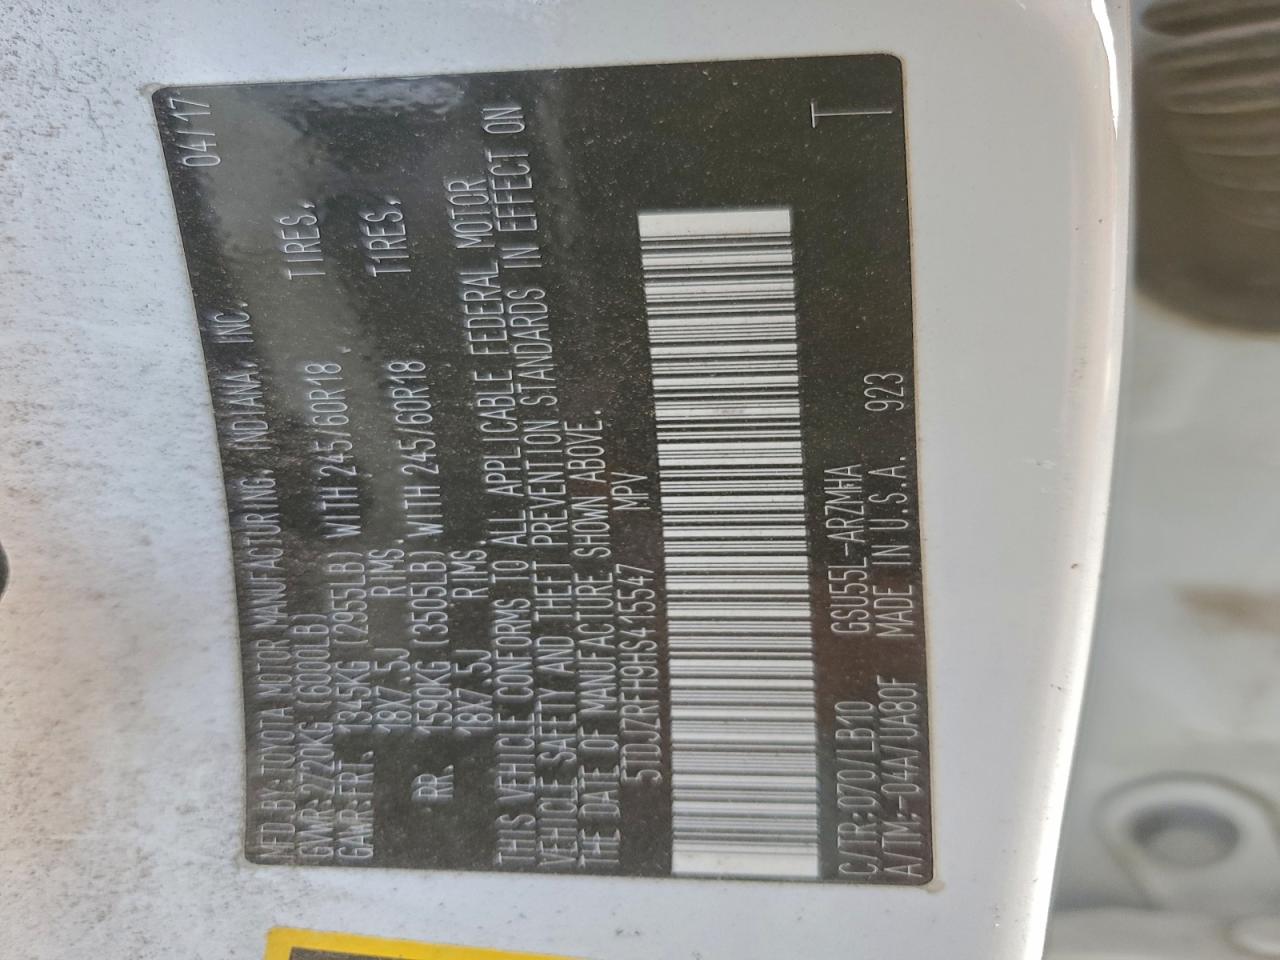 MFD BY: TOYOTA MOTOR MANUFACTURING, INDIANA, INC. 04/17
GVWR: 2720KG (6000LB)
GAWR: FRT. 1345KG (2955LB) WITH 245/60R18 TIRES,
18X7.5J RIMS.
RR. 1590KG (3505LB) WITH 245/60R18 TIRES,
18X7.5J RIMS.
THIS VEHICLE CONFORMS TO ALL APPLICABLE FEDERAL MOTOR
VEHICLE SAFETY AND THEFT PREVENTION STANDARDS IN EFFECT ON
THE DATE OF MANUFACTURE SHOWN ABOVE.
5TDJZRFH9HS415547 MPV
C/TR: 070/LB10 GSU55L-ARZMHA
A/TM: -04A/UA80F MADE IN U.S.A. 923 T